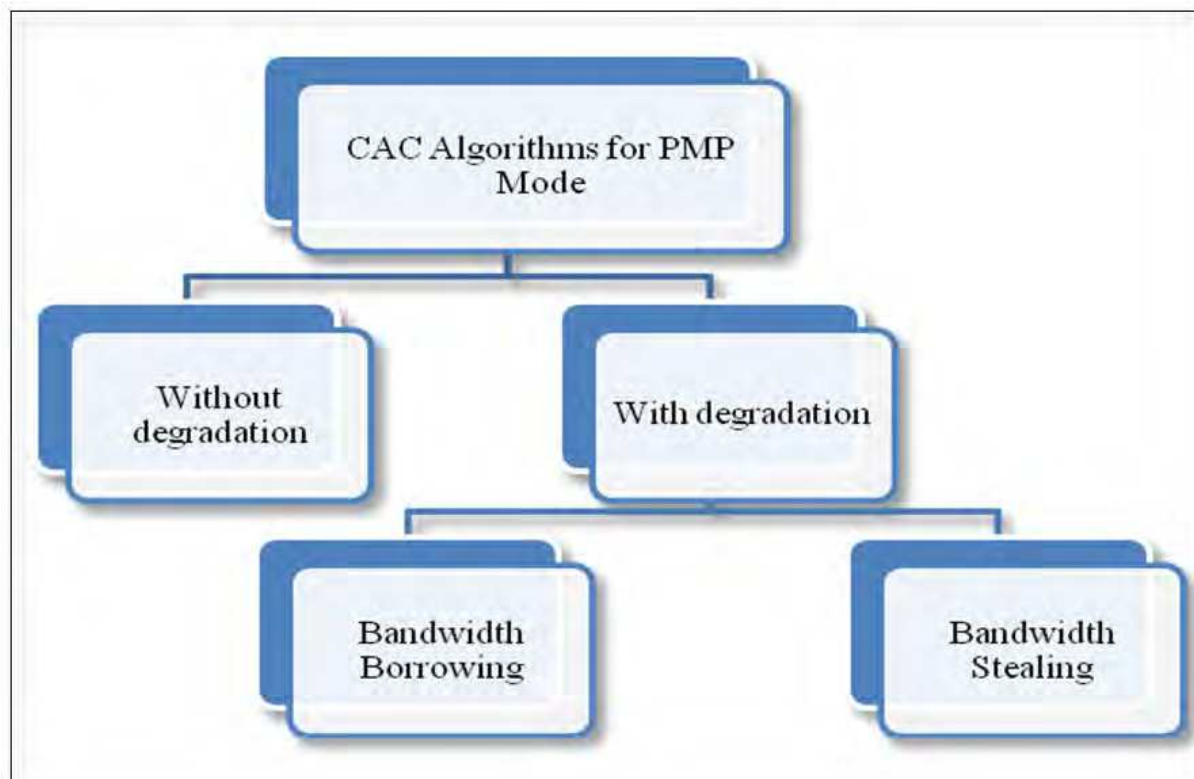 CAC Algorithms for PMP
Mode
Without
degradation
With degradation
Bandwidth
Borrowing
Bandwidth
Stealing